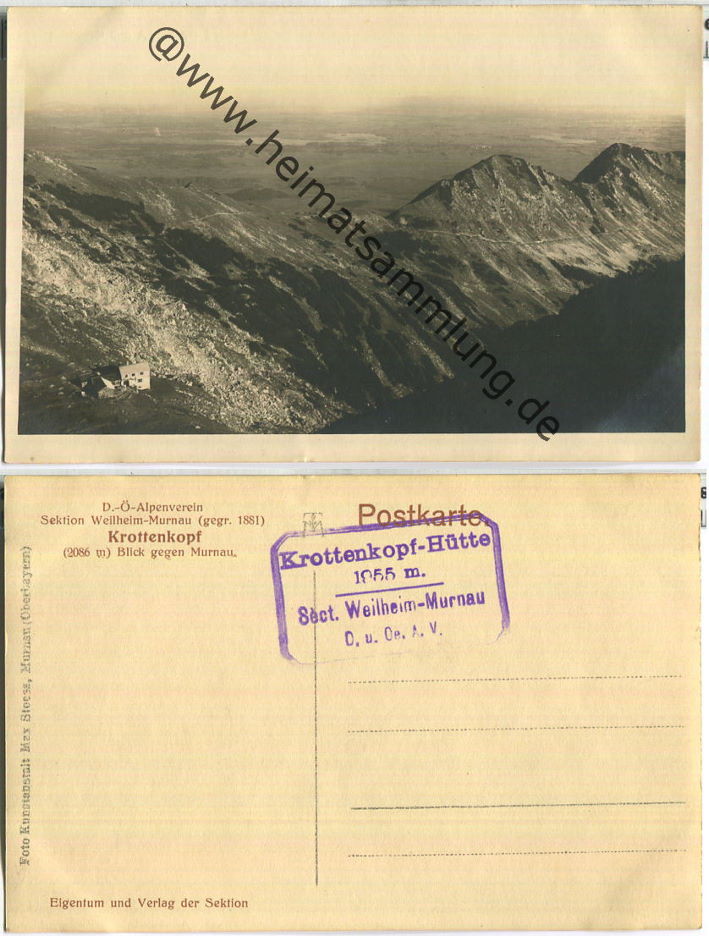 @www.heimatsammlung.de
D.-Ö-Alpenverein
Sektion Weilheim-Murnau (gegr. 1881)
Krottenkopf
(2086 m) Blick gegen Murnau.
Postkarte.
Krottenkopf-Hütte
1955 m.
Sect. Weilheim-Murnau
D. u. Oe. A. V.
Foto Kunstanstalt Max Stoess, Murnau (Oberbayern)
Eigentum und Verlag der Sektion